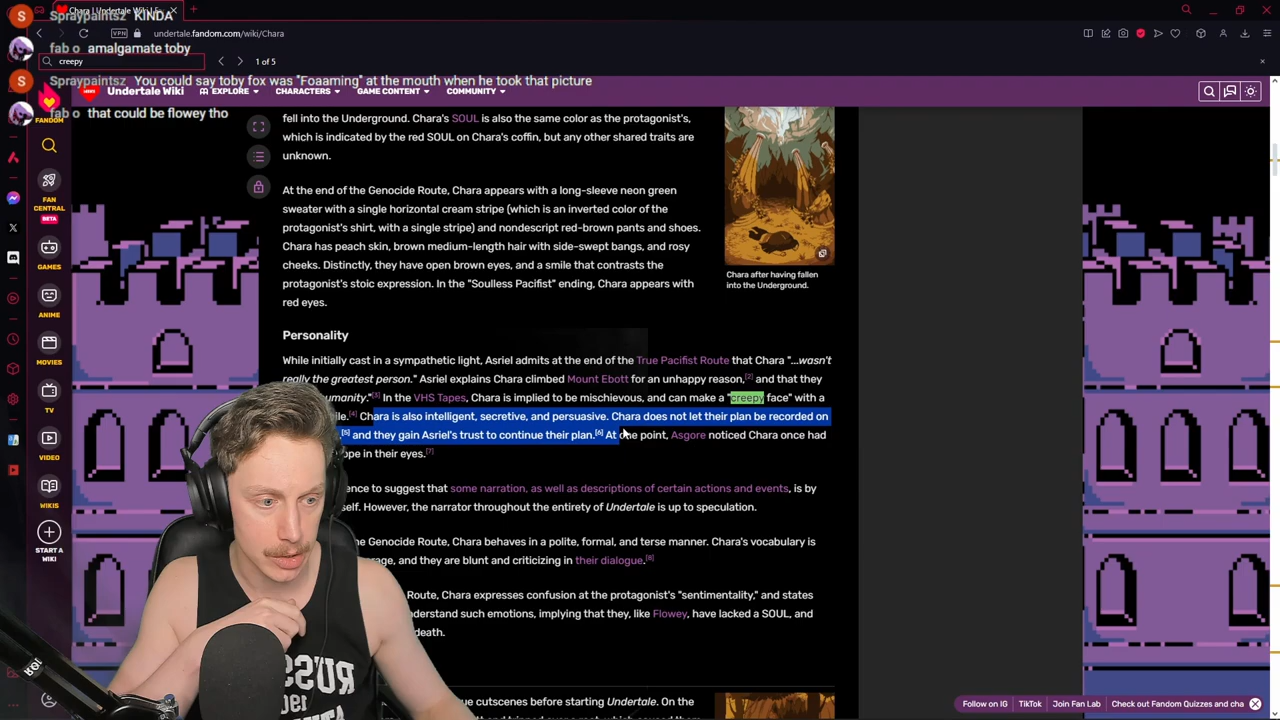 Spraypaintsz KINDA
fab o amalgamate toby
Spraypaintsz You could say toby fox was "Foaaming" at the mouth when he took that picture
fab o that could be flowey tho
Chara | Undertale Wiki | F
VPN undertale.fandom.com/wiki/Chara
creepy 1 of 5
Undertale Wiki EXPLORE CHARACTERS GAME CONTENT COMMUNITY
FANDOM
FAN
CENTRAL
BETA
GAMES
ANIME
MOVIES
TV
VIDEO
WIKIS
START A
WIKI
fell into the Underground. Chara's SOUL is also the same color as the protagonist's,
which is indicated by the red SOUL on Chara's coffin, but any other shared traits are
unknown.
At the end of the Genocide Route, Chara appears with a long-sleeve neon green
sweater with a single horizontal cream stripe (which is an inverted color of the
protagonist's shirt, with a single stripe) and nondescript red-brown pants and shoes.
Chara has peach skin, brown medium-length hair with side-swept bangs, and rosy
cheeks. Distinctly, they have open brown eyes, and a smile that contrasts the
protagonist's stoic expression. In the "Soulless Pacifist" ending, Chara appears with
red eyes.
Chara after having fallen
into the Underground.
Personality
While initially cast in a sympathetic light, Asriel admits at the end of the True Pacifist Route that Chara "...wasn't
really the greatest person." Asriel explains Chara climbed Mount Ebott for an unhappy reason,[2] and that they
humanity."[3] In the VHS Tapes, Chara is implied to be mischievous, and can make a "creepy face" with a
[4] Chara is also intelligent, secretive, and persuasive. Chara does not let their plan be recorded on
[5] and they gain Asriel's trust to continue their plan.[6] At one point, Asgore noticed Chara once had
ope in their eyes.[7]
ence to suggest that some narration, as well as descriptions of certain actions and events, is by
self. However, the narrator throughout the entirety of Undertale is up to speculation.
the Genocide Route, Chara behaves in a polite, formal, and terse manner. Chara's vocabulary is
rage, and they are blunt and criticizing in their dialogue.[8]
Route, Chara expresses confusion at the protagonist's "sentimentality," and states
derstand such emotions, implying that they, like Flowey, have lacked a SOUL, and
death.
ue cutscenes before starting Undertale. On the
Follow on IG TikTok Join Fan Lab Check out Fandom Quizzes and cha